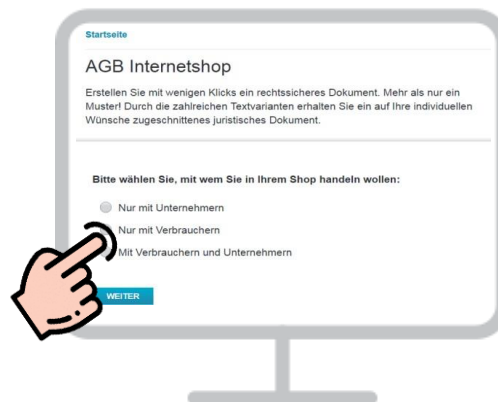 Startseite
AGB Internetshop
Erstellen Sie mit wenigen Klicks ein rechtssicheres Dokument. Mehr als nur ein
Muster! Durch die zahlreichen Textvarianten erhalten Sie ein auf Ihre individuellen
Wünsche zugeschnittenes juristisches Dokument.
Bitte wählen Sie, mit wem Sie in Ihrem Shop handeln wollen:
Nur mit Unternehmern
Nur mit Verbrauchern
Mit Verbrauchern und Unternehmern
WEITER